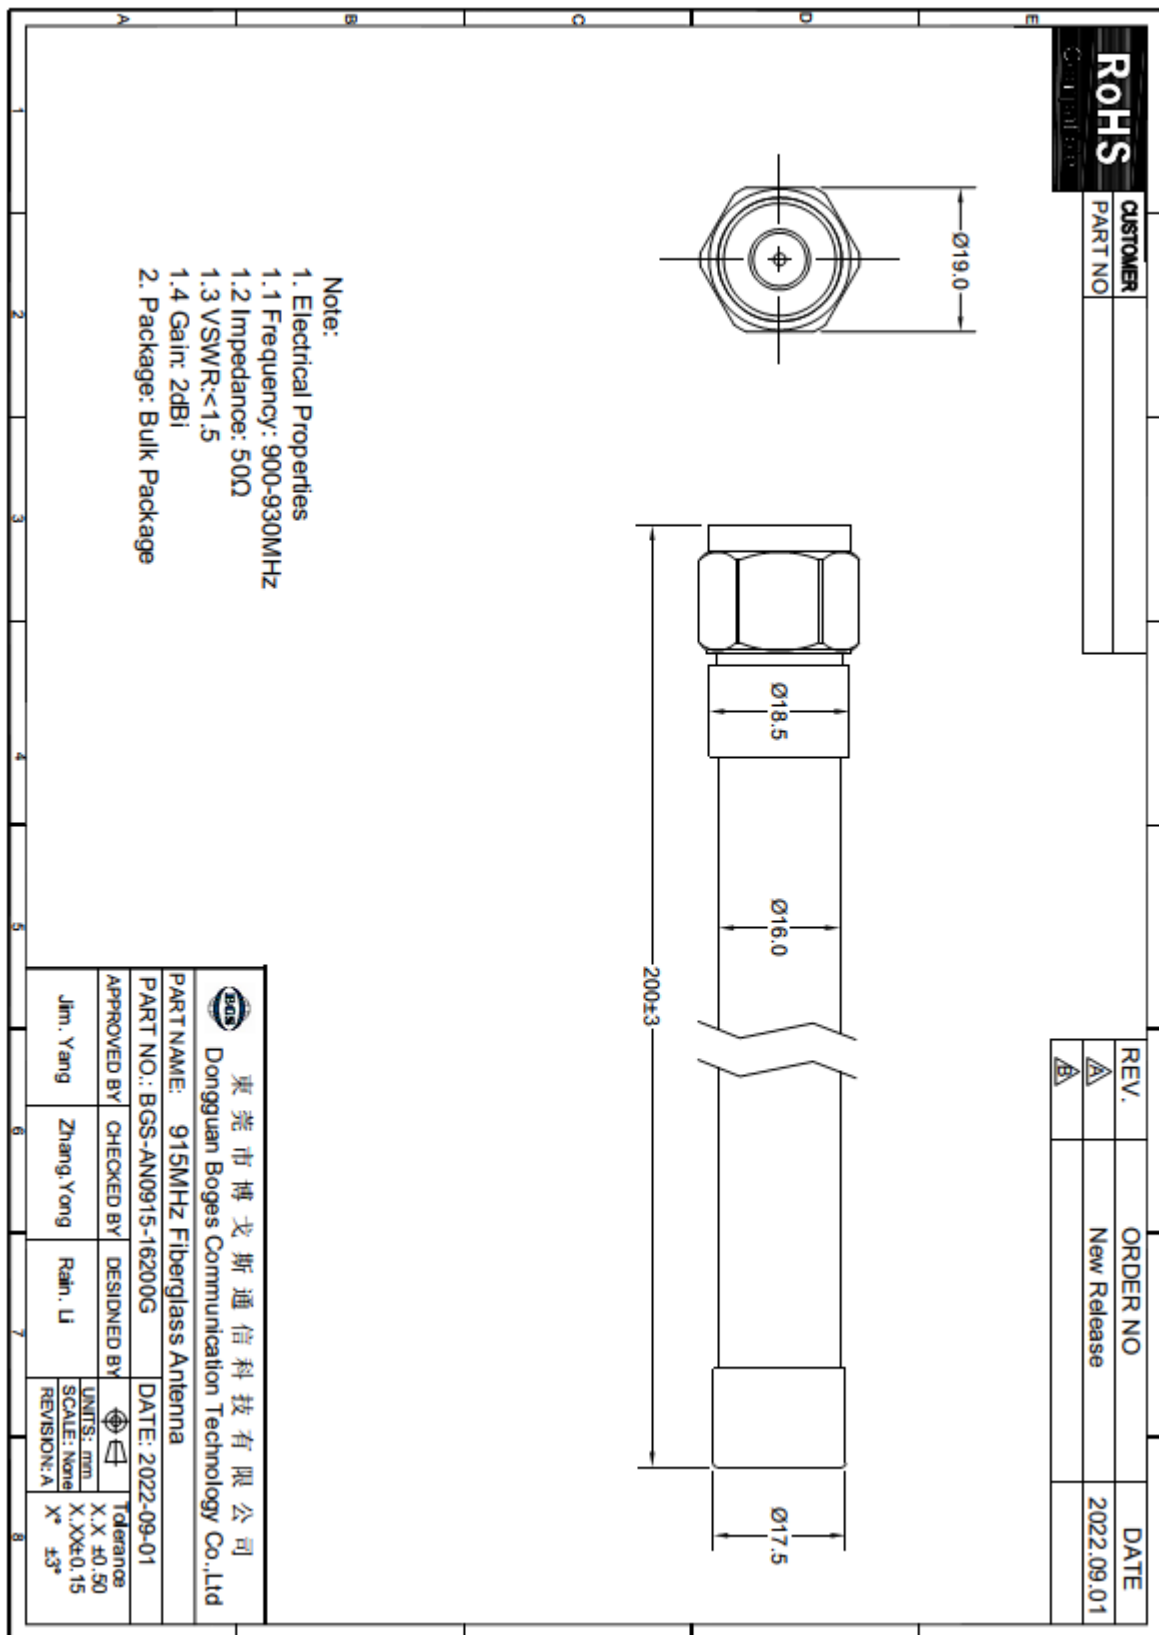 RoHS
Compliant
CUSTOMER
PART NO
REV.
ORDER NO
DATE
A
New Release
2022.09.01
B
A
B
C
D
E
1
2
3
4
5
6
7
8
Ø19.0
Ø18.5
Ø16.0
Ø17.5
200±3
Note:
1. Electrical Properties
1.1 Frequency: 900-930MHz
1.2 Impedance: 50Ω
1.3 VSWR:<1.5
1.4 Gain: 2dBi
2. Package: Bulk Package
BGS
東莞市博戈斯通信科技有限公司
Dongguan Boges Communication Technology Co.,Ltd
PART NAME: 915MHz Fiberglass Antenna
PART NO.: BGS-AN0915-16200G
DATE: 2022-09-01
APPROVED BY
CHECKED BY
DESIDNED BY
Jim. Yang
Zhang.Yong
Rain. Li
UNITS: mm
SCALE: None
REVISION: A
Tolerance
X.X ±0.50
X.XX±0.15
X° ±3°